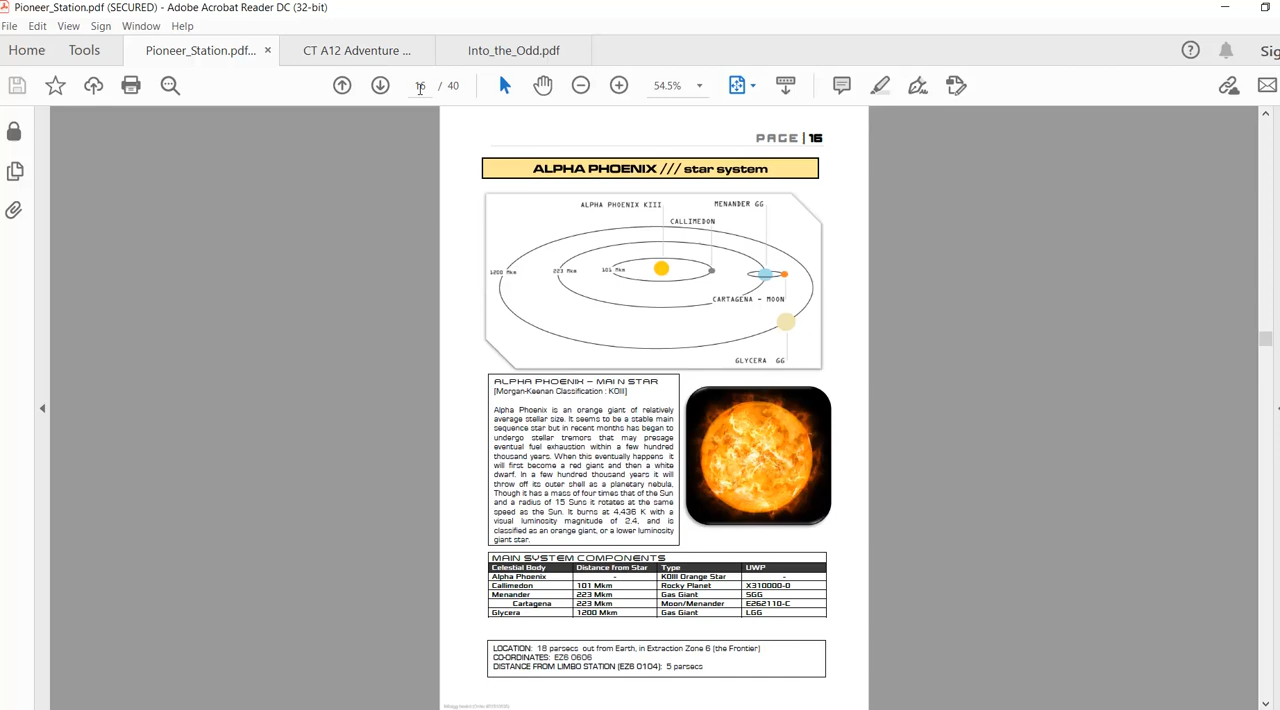 Pioneer_Station.pdf (SECURED) - Adobe Acrobat Reader DC (32-bit)
File Edit View Sign Window Help
Home Tools Pioneer_Station.pdf... × CT A12 Adventure ... Into_the_Odd.pdf Sig
16 / 40 54.5%
PAGE | 16
ALPHA PHOENIX /// star system
ALPHA PHOENIX KIII MENANDER GG
CALLIMEDON
1200 Mkm 223 Mkm 101 Mkm
CARTAGENA - MOON
GLYCERA GG
ALPHA PHOENIX – MAIN STAR
[Morgan-Keenan Classification : K0III]
Alpha Phoenix is an orange giant of relatively
average stellar size. It seems to be a stable main
sequence star but in recent months has began to
undergo stellar tremors that may presage
eventual fuel exhaustion within a few hundred
thousand years. When this eventually happens it
will first become a red giant and then a white
dwarf. In a few hundred thousand years it will
throw off its outer shell as a planetary nebula.
Though it has a mass of four times that of the Sun
and a radius of 15 Suns it rotates at the same
speed as the Sun. It burns at 4,436 K with a
visual luminosity magnitude of 2.4, and is
classified as an orange giant, or a lower luminosity
giant star.
MAIN SYSTEM COMPONENTS
Celestial Body Distance from Star Type UWP
Alpha Phoenix - K0III Orange Star -
Callimedon 101 Mkm Rocky Planet X310000-0
Menander 223 Mkm Gas Giant SGG
Cartagena 223 Mkm Moon/Menander E262110-C
Glycera 1200 Mkm Gas Giant LGG
LOCATION: 18 parsecs out from Earth, in Extraction Zone 6 (the Frontier)
CO-ORDINATES: EZ6 0606
DISTANCE FROM LIMBO STATION (EZ6 0104): 5 parsecs